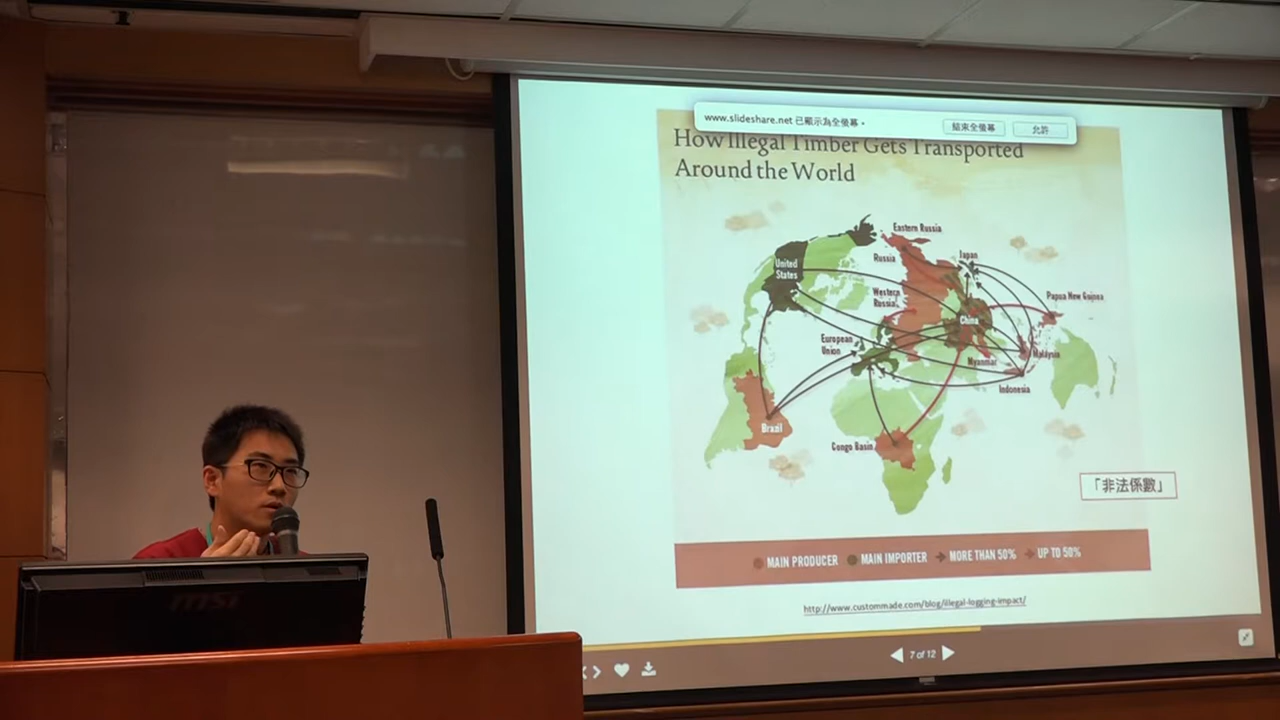 www.slideshare.net 已顯示為全螢幕。
結束全螢幕
允許
How Illegal Timber Gets Transported
Around the World
Eastern Russia
Russia
Japan
United
States
Western
Russia
Papua New Guinea
China
European
Union
Myanmar
Malaysia
Indonesia
Brazil
Congo Basin
「非法係數」
MAIN PRODUCER
MAIN IMPORTER
MORE THAN 50%
UP TO 50%
http://www.custommade.com/blog/illegal-logging-impact/
7 of 12
msi